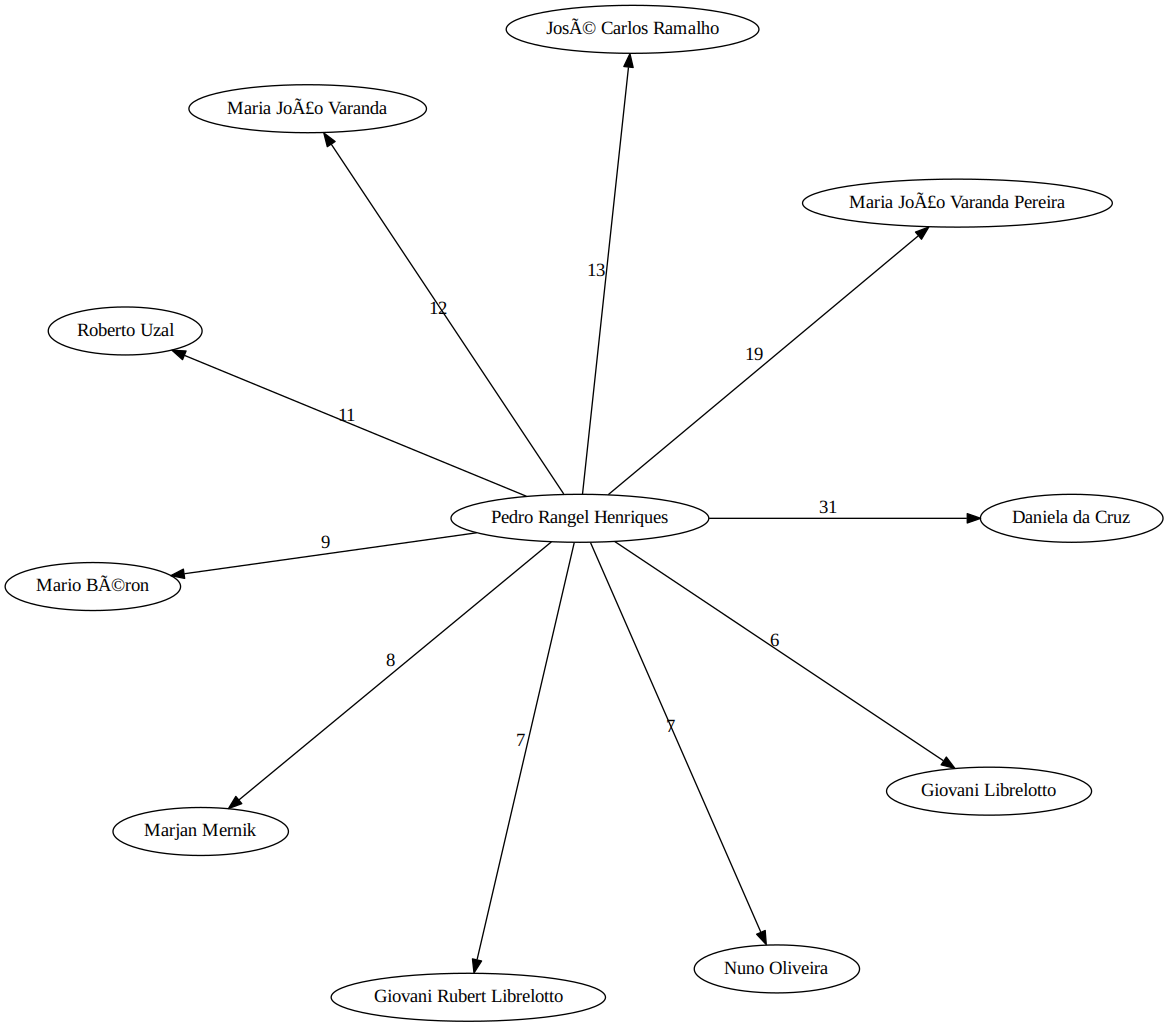 JosÃ© Carlos Ramalho
Maria JoÃ£o Varanda
Maria JoÃ£o Varanda Pereira
13
12
Roberto Uzal
19
11
31
Pedro Rangel Henriques
Daniela da Cruz
9
Mario BÃ©ron
6
8
7
7
Giovani Librelotto
Marjan Mernik
Nuno Oliveira
Giovani Rubert Librelotto